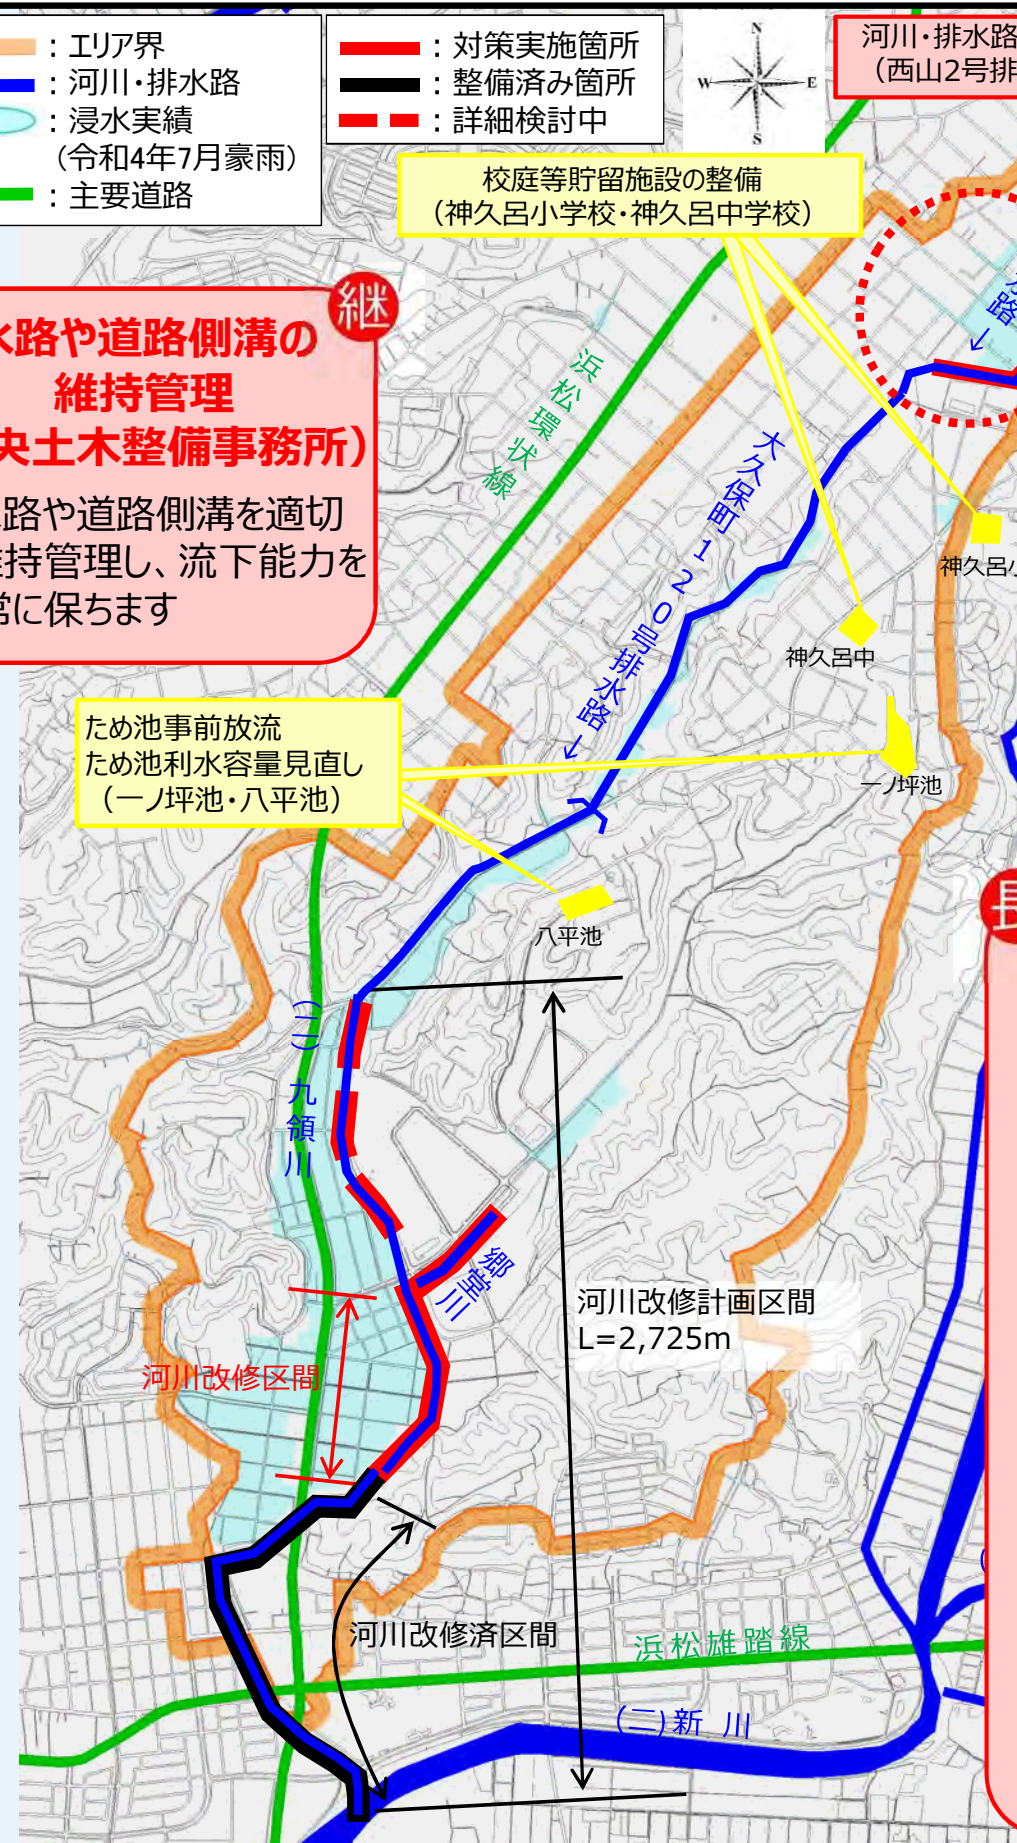 ：エリア界
：河川・排水路
：浸水実績
（令和4年7月豪雨）
：主要道路
：対策実施箇所
：整備済み箇所
：詳細検討中
N
W
E
S
河川・排水路
（西山2号排
校庭等貯留施設の整備
（神久呂小学校・神久呂中学校）
継
水路や道路側溝の
維持管理
央土木整備事務所）
路や道路側溝を適切
維持管理し、流下能力を
常に保ちます
浜松環状線
大久保町120号排水路→
路→
神久呂小
神久呂中
ため池事前放流
ため池利水容量見直し
（一ノ坪池・八平池）
一ノ坪池
八平池
長
（二）九領川
郷堂川
河川改修計画区間
L=2,725m
河川改修区間
河川改修済区間
浜松雄踏線
（二）新川